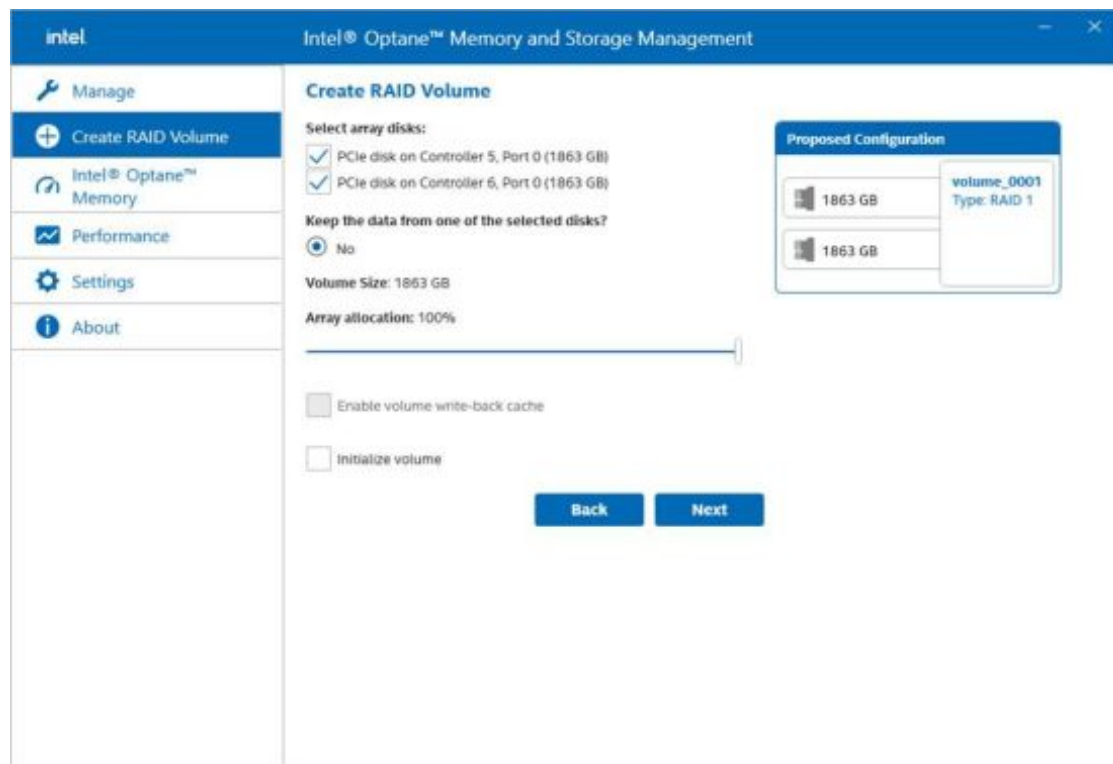 intel
Intel® Optane™ Memory and Storage Management
Manage
Create RAID Volume
Intel® Optane™
Memory
Performance
Settings
About
Create RAID Volume
Select array disks:
PCIe disk on Controller 5, Port 0 (1863 GB)
PCIe disk on Controller 6, Port 0 (1863 GB)
Keep the data from one of the selected disks?
No
Volume Size: 1863 GB
Array allocation: 100%
Enable volume write-back cache
Initialize volume
Back
Next
Proposed Configuration
1863 GB
1863 GB
volume_0001
Type: RAID 1